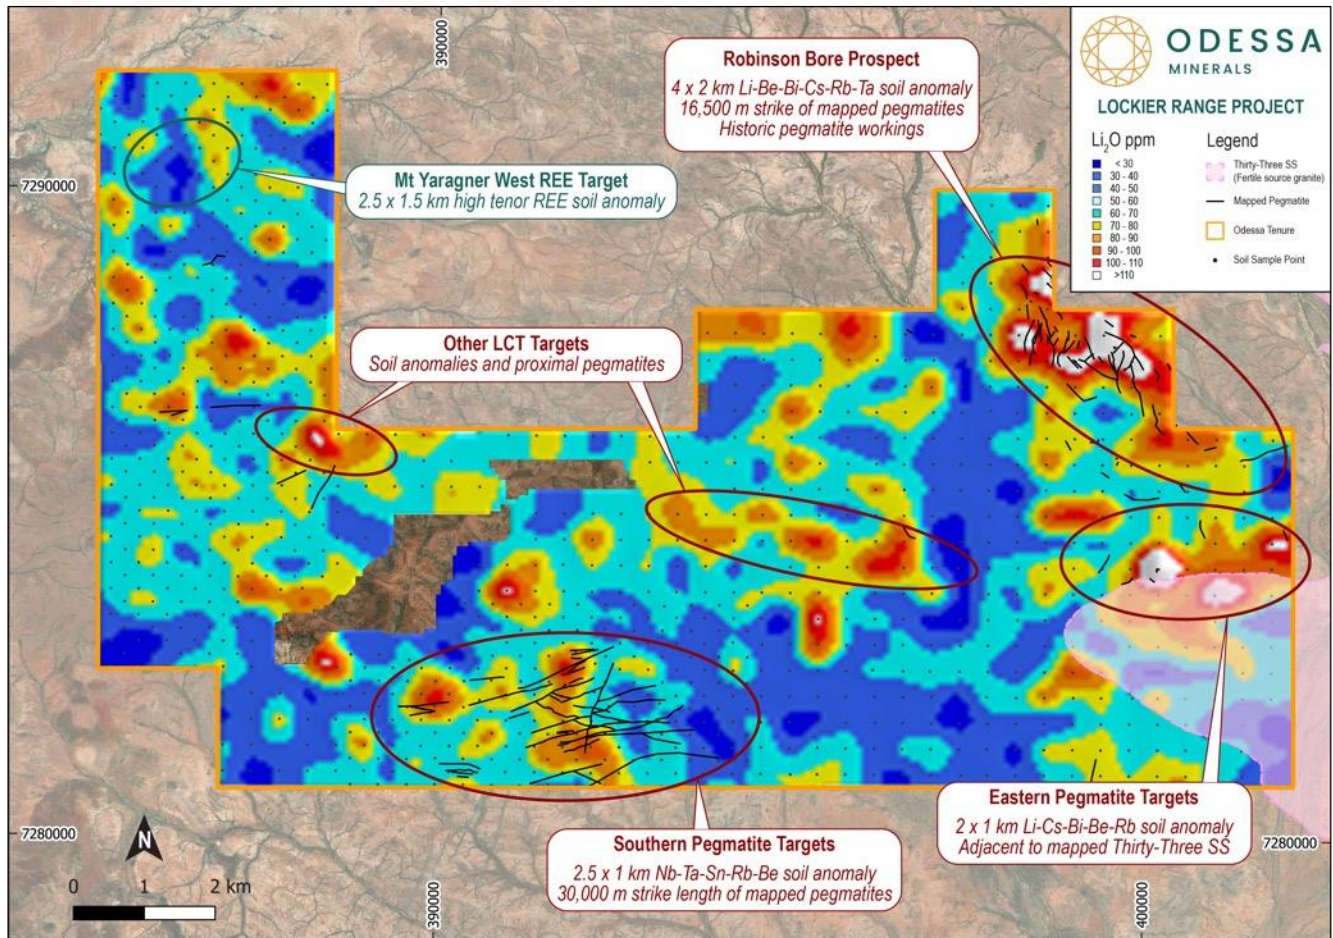 390000
ODESSA
MINERALS
LOCKIER RANGE PROJECT
Li2O ppm
< 30
30 - 40
40 - 50
50 - 60
60 - 70
70 - 80
80 - 90
90 - 100
100 - 110
>110
Legend
Thirty-Three SS
(Fertile source granite)
Mapped Pegmatite
Odessa Tenure
Soil Sample Point
Robinson Bore Prospect
4 x 2 km Li-Be-Bi-Cs-Rb-Ta soil anomaly
16,500 m strike of mapped pegmatites
Historic pegmatite workings
7290000
Mt Yaragner West REE Target
2.5 x 1.5 km high tenor REE soil anomaly
Other LCT Targets
Soil anomalies and proximal pegmatites
Eastern Pegmatite Targets
2 x 1 km Li-Cs-Bi-Be-Rb soil anomaly
Adjacent to mapped Thirty-Three SS
7280000
7280000
Southern Pegmatite Targets
2.5 x 1 km Nb-Ta-Sn-Rb-Be soil anomaly
30,000 m strike length of mapped pegmatites
N
0 1 2 km
390000
400000